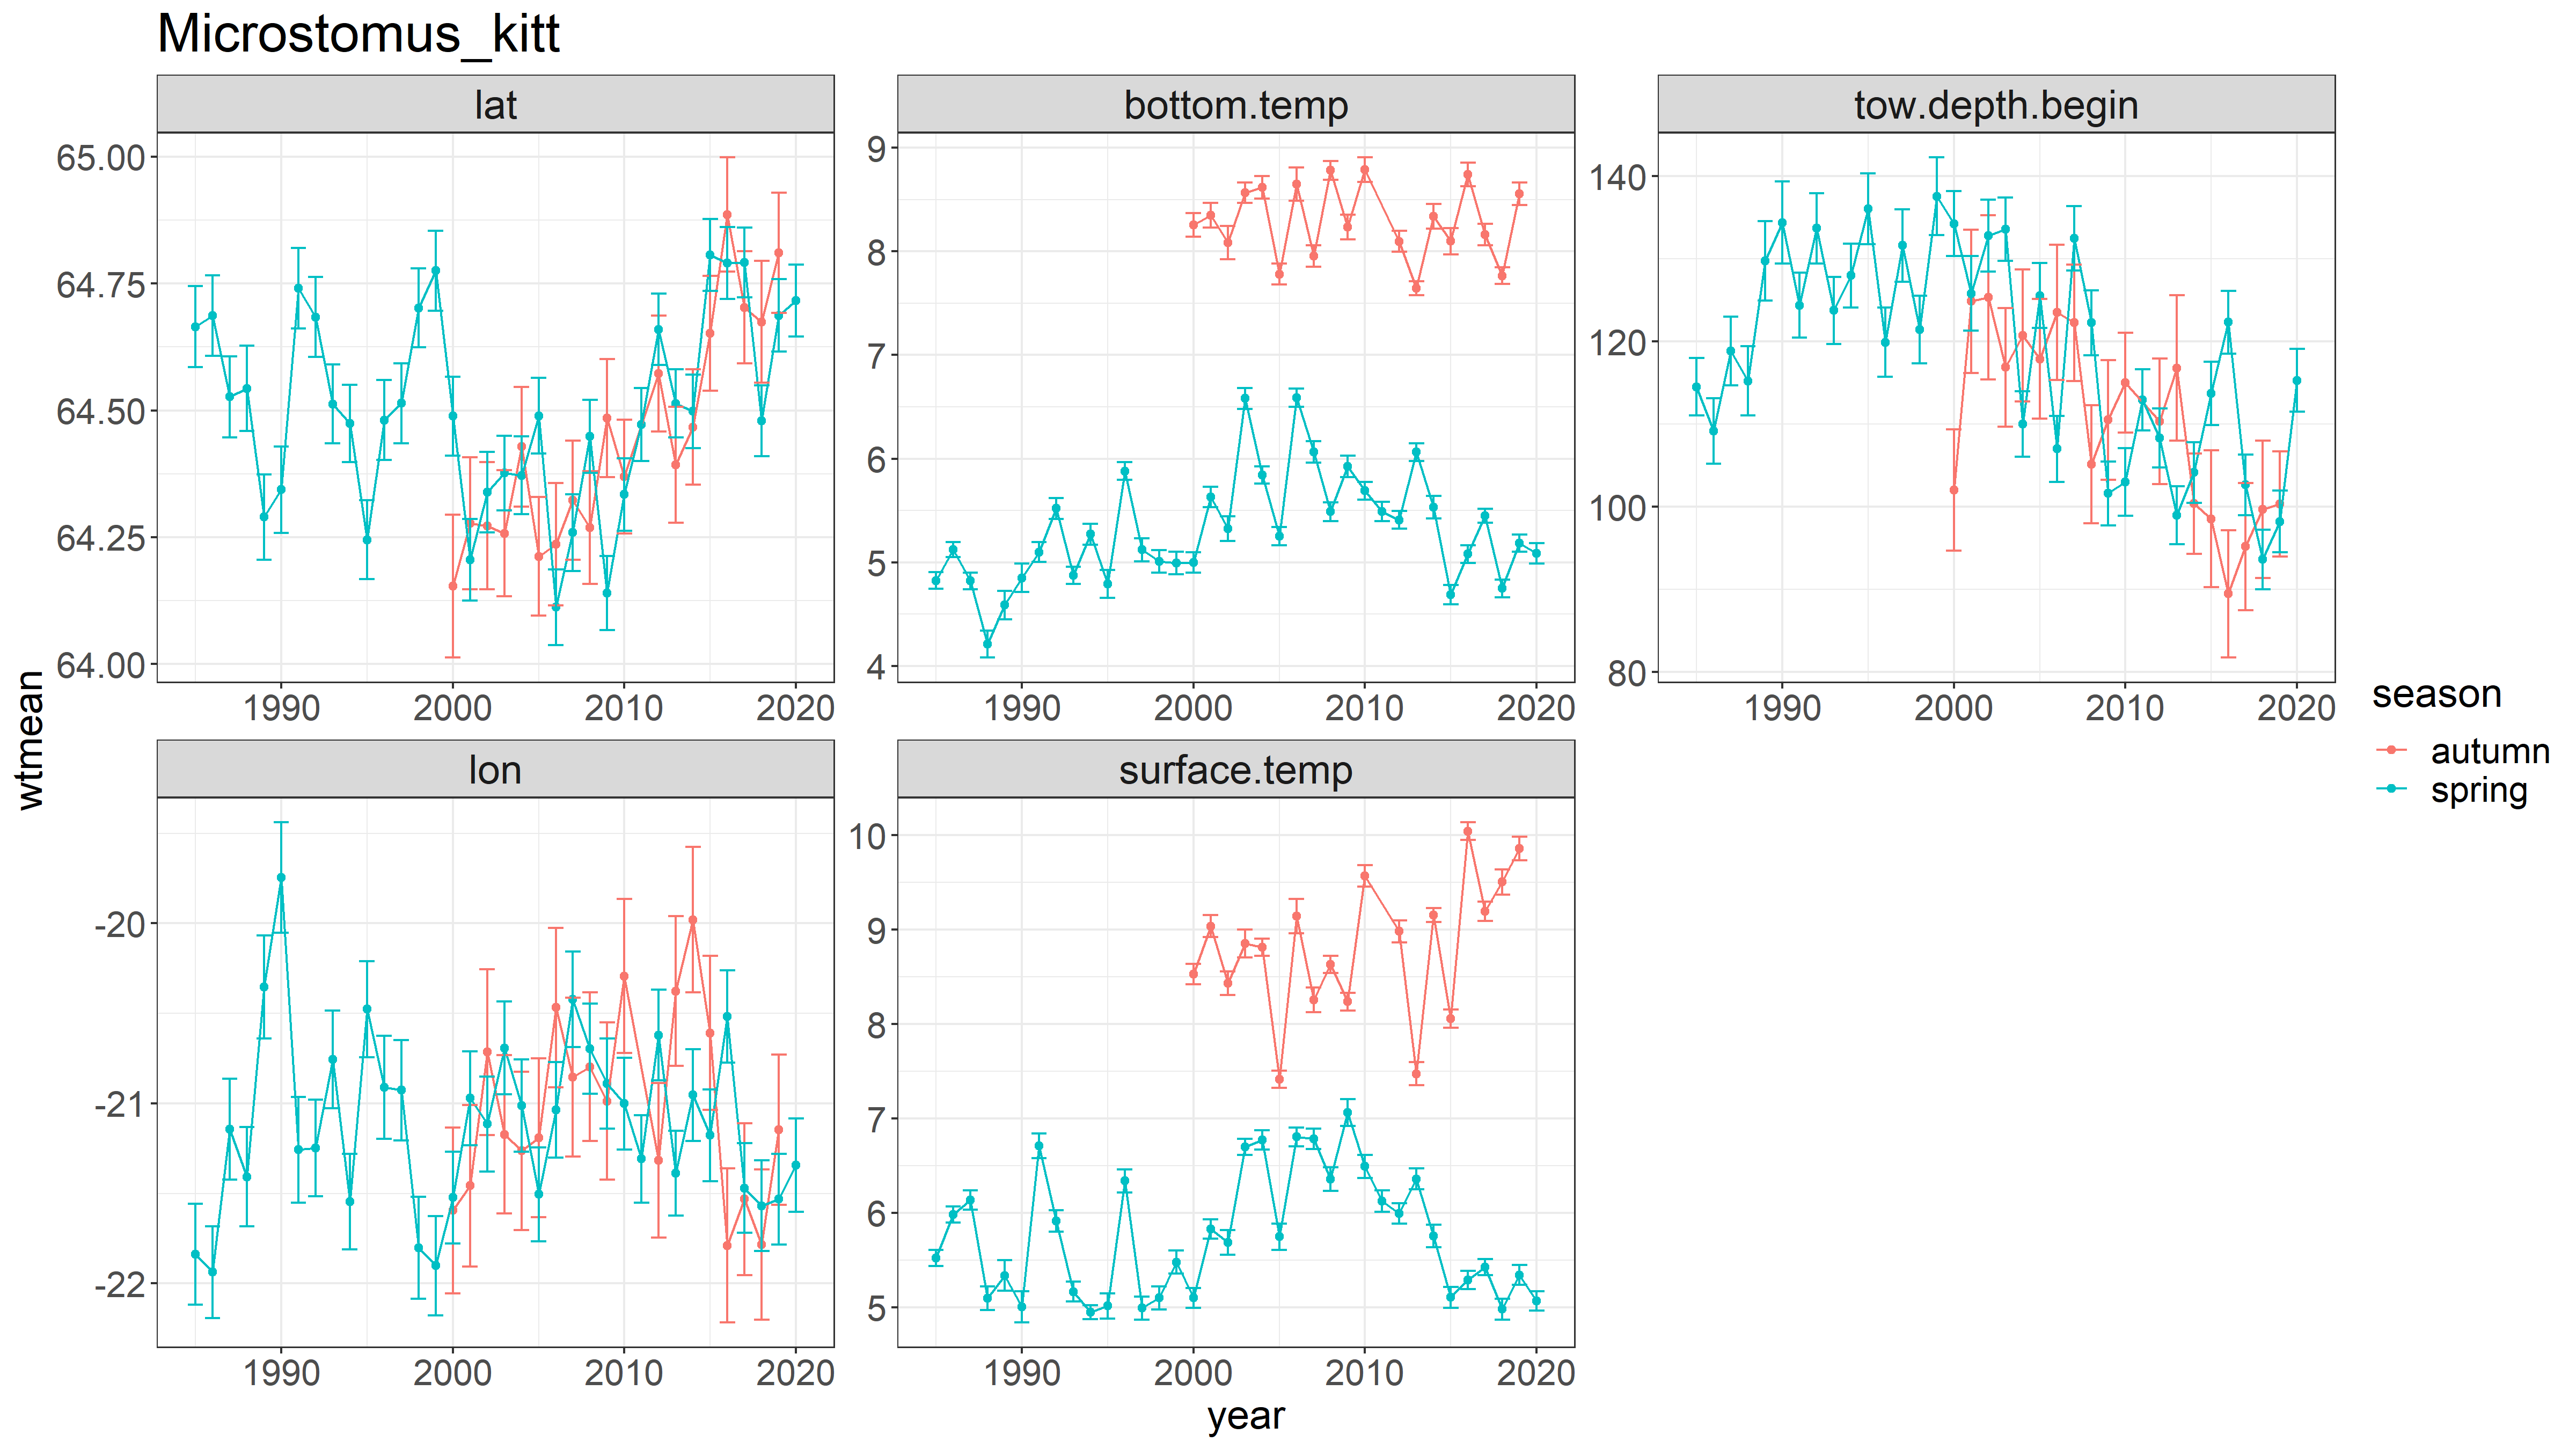 Microstomus_kitt
lat
bottom.temp
tow.depth.begin
65.00
64.75
64.50
64.25
64.00
9
8
7
6
5
4
140
120
100
80
1990 2000 2010 2020
1990 2000 2010 2020
1990 2000 2010 2020
wtmean
lon
surface.temp
-20
-21
-22
10
9
8
7
6
5
1990 2000 2010 2020
1990 2000 2010 2020
year
season
autumn
spring